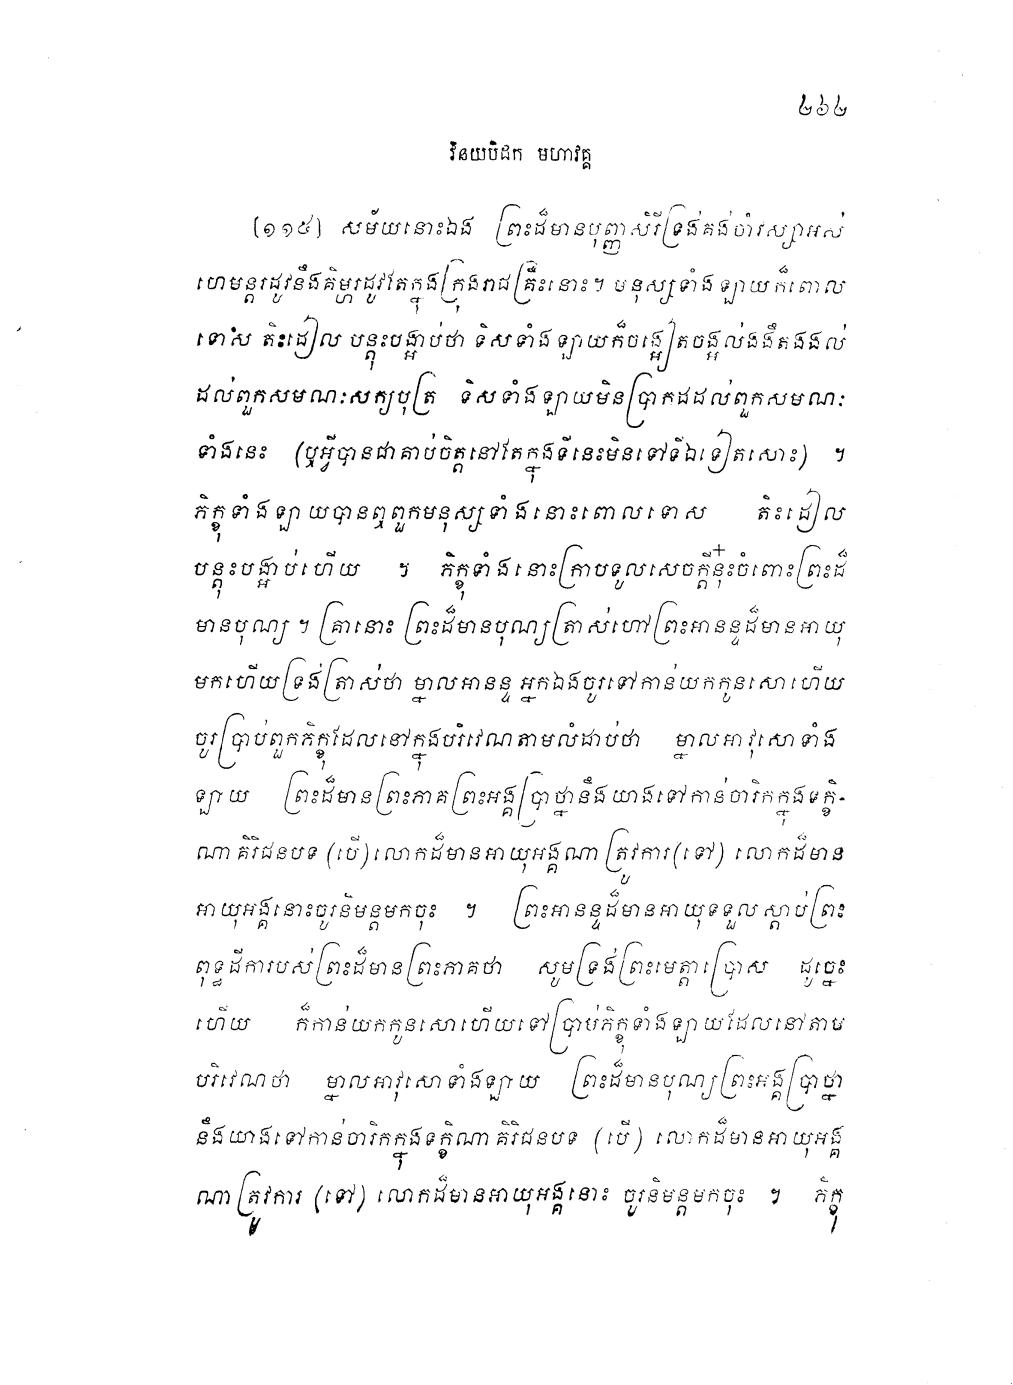 ២៦២
វិនយបិដក មហាវគ្គ
[១១៥] សម័យនោះឯង ព្រះដ៏មានបុញ្ញាសិរីទ្រង់គង់ចាំវស្សាអស់
ហេមន្តរដូវនឹងគិម្ហរដូវតែក្នុងក្រុងរាជគ្រឹះនោះ។ មនុស្សទាំងឡាយក៏ពោល
ទោស តិះដៀល បន្តុះបង្អាប់ថា ទិសទាំងឡាយក៏ចង្អៀតចង្អល់ងងឹតងងល់
ដល់ពួកសមណៈសក្យបុត្រ ទិសទាំងឡាយមិនប្រាកដដល់ពួកសមណៈ
ទាំងនេះ (ឬអ្វីបានជាគាប់ចិត្តនៅតែក្នុងទីនេះមិនទៅទីឯទៀតសោះ) ។
ភិក្ខុទាំងឡាយបានឮពួកមនុស្សទាំងនោះពោលទោស តិះដៀល
បន្តុះបង្អាប់ហើយ ។ ភិក្ខុទាំងនោះក្រាបទូលសេចក្តីនុ៎ះចំពោះព្រះដ៏
មានបុណ្យ ។ គ្រានោះ ព្រះដ៏មានបុណ្យត្រាស់ហៅព្រះអានន្ទដ៏មានអាយុ
មកហើយទ្រង់ត្រាស់ថា ម្នាលអានន្ទ អ្នកឯងចូរទៅកាន់យកកូនសោហើយ
ចូរប្រាប់ពួកភិក្ខុដែលនៅក្នុងបរិវេណតាមលំដាប់ថា ម្នាលអាវុសោទាំង
ឡាយ ព្រះដ៏មានព្រះភាគព្រះអង្គប្រាថ្នានឹងយាងទៅកាន់ចារិកក្នុងទក្ខិ-
ណាគិរិជនបទ (បើ) លោកដ៏មានអាយុអង្គណា ត្រូវការ (ទៅ) លោកដ៏មាន
អាយុអង្គនោះចូរនិមន្តមកចុះ ។ ព្រះអានន្ទដ៏មានអាយុទទួលស្តាប់ព្រះ
ពុទ្ធដីការបស់ព្រះដ៏មានព្រះភាគថា សូមទ្រង់ព្រះមេត្តាប្រោស ដូច្នេះ
ហើយ ក៏កាន់យកកូនសោហើយទៅប្រាប់ភិក្ខុទាំងឡាយដែលនៅតាម
បរិវេណថា ម្នាលអាវុសោទាំងឡាយ ព្រះដ៏មានបុណ្យព្រះអង្គប្រាថ្នា
នឹងយាងទៅកាន់ចារិកក្នុងទក្ខិណាគិរិជនបទ (បើ) លោកដ៏មានអាយុអង្គ
ណាត្រូវការ (ទៅ) លោកដ៏មានអាយុអង្គនោះ ចូរនិមន្តមកចុះ ។ ភិក្ខុ